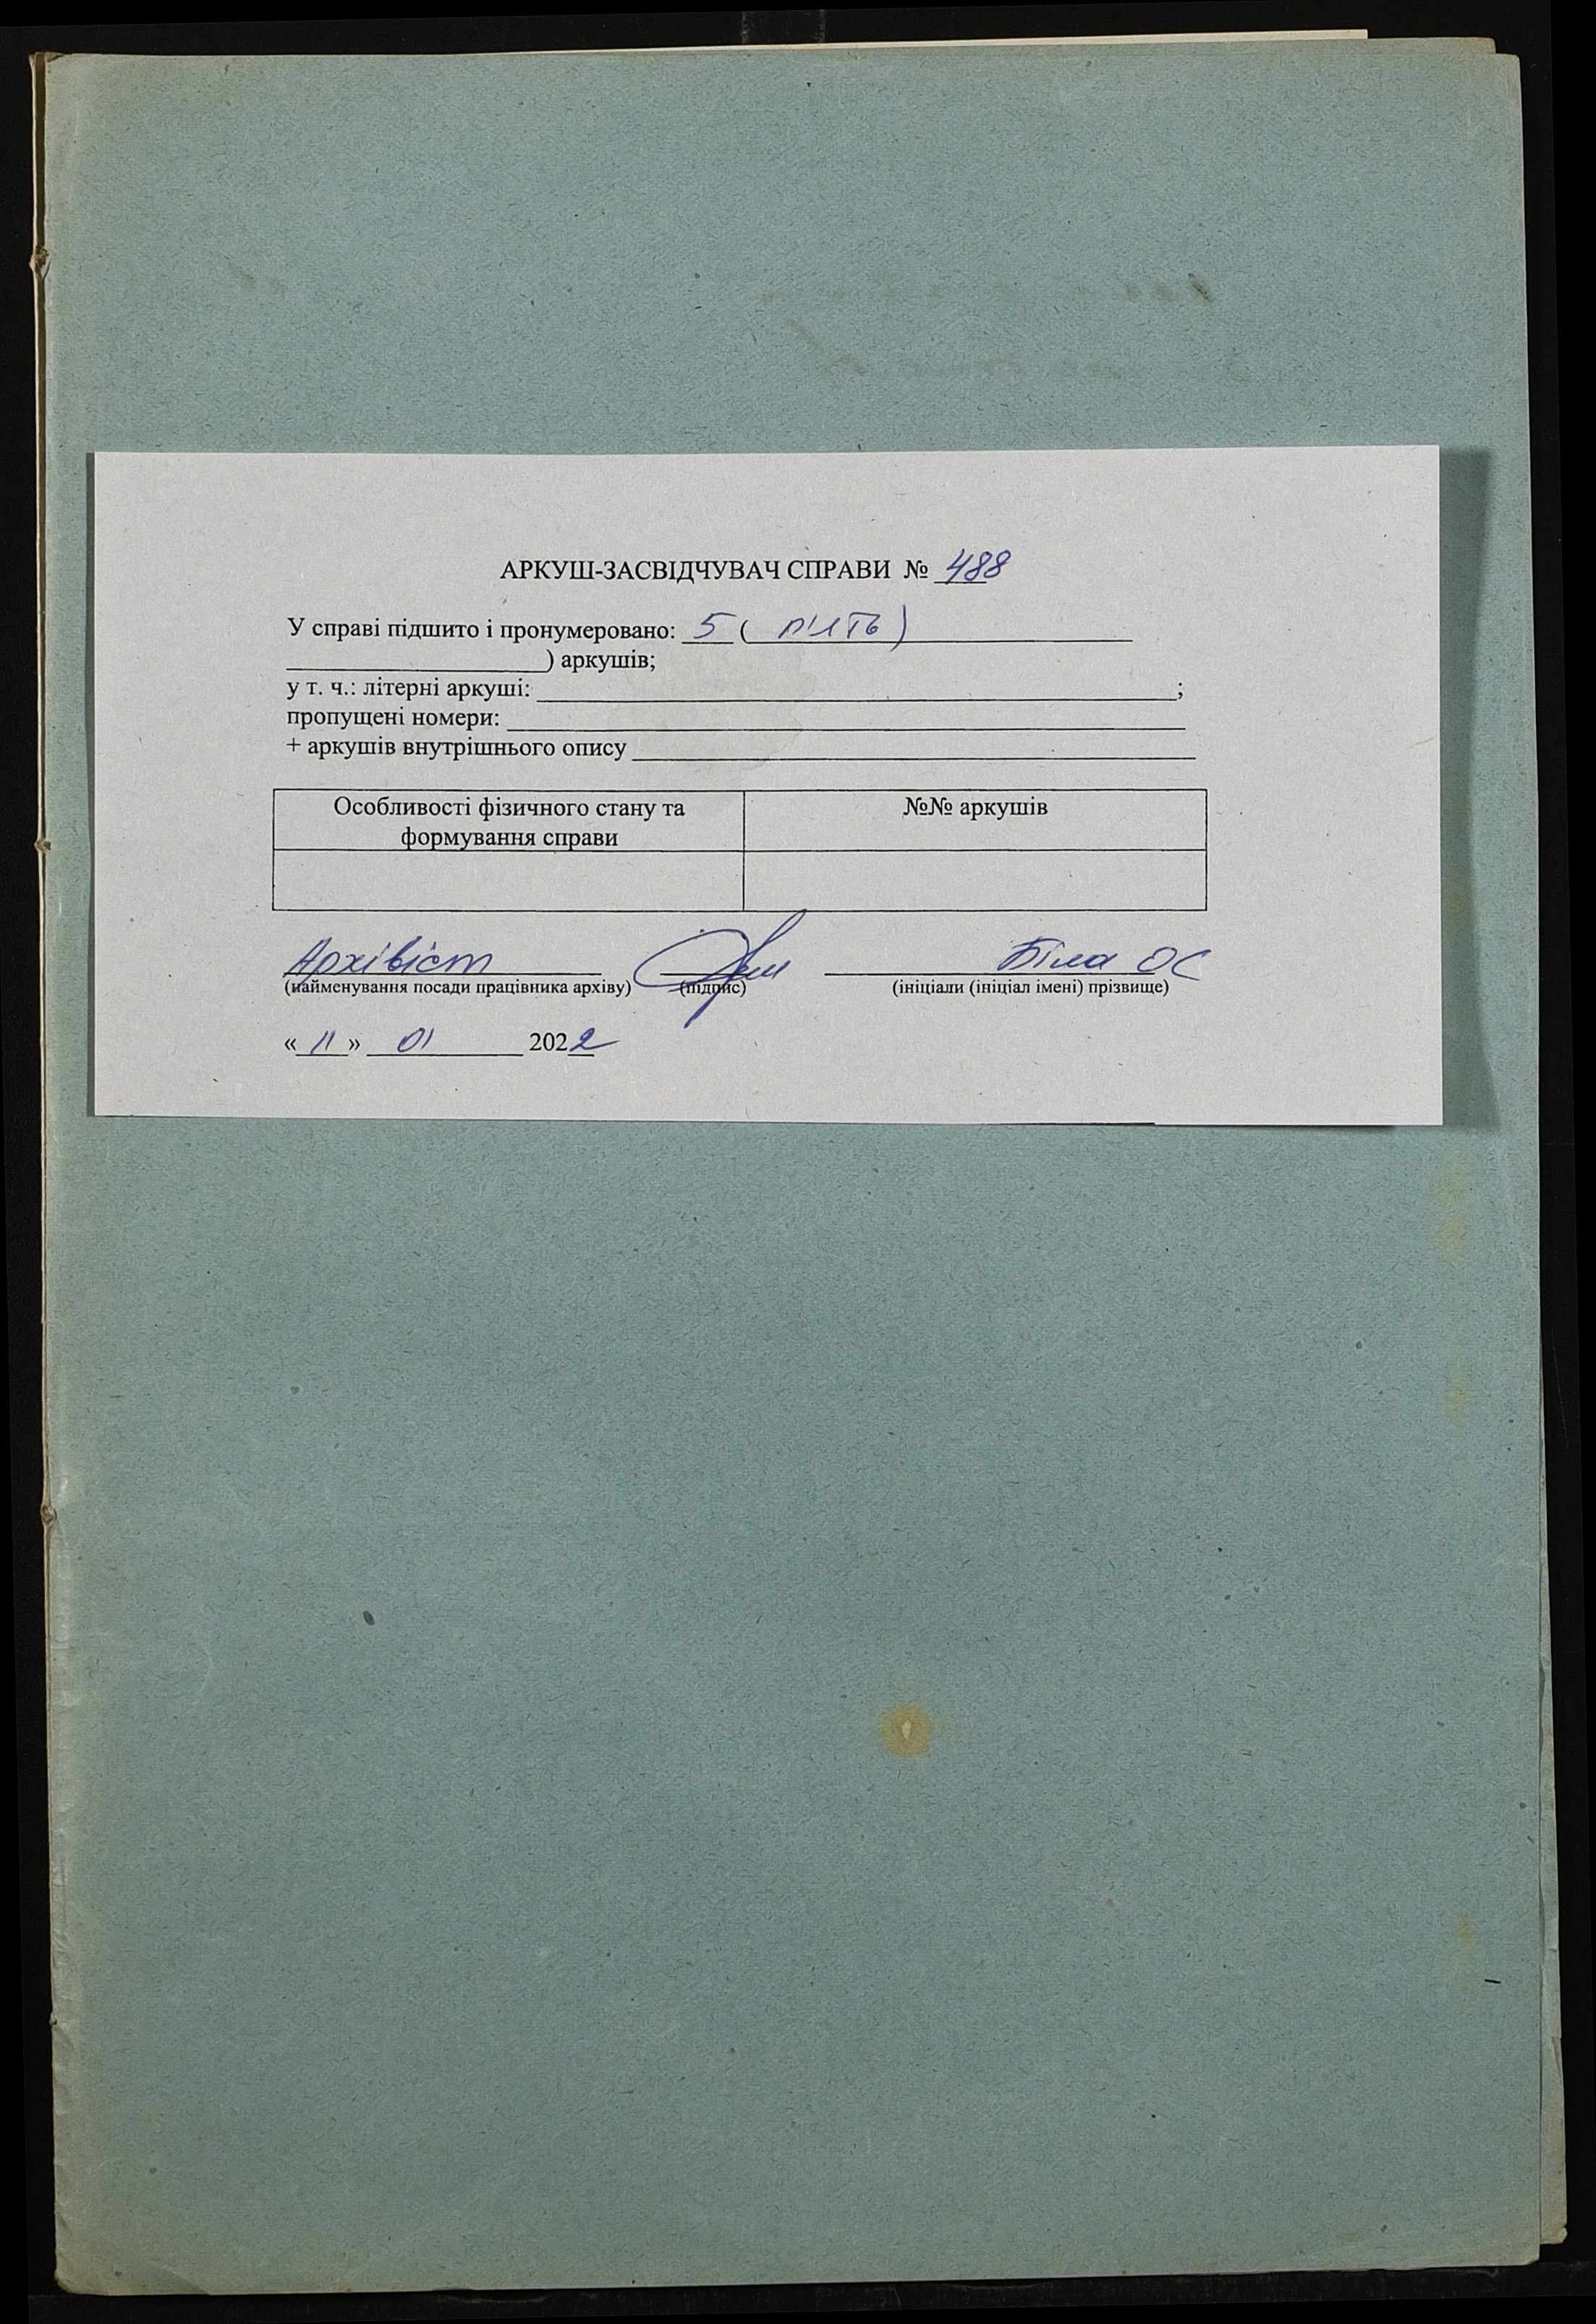 АРКУШ-ЗАСВІДЧУВАЧ СПРАВИ № 488
У справі підшито і пронумеровано: 5 ( п'ять )
) аркушів;
у т. ч.: літерні аркуші: ;
пропущені номери:
+ аркушів внутрішнього опису
Особливості фізичного стану та формування справи
№№ аркушів
Архівіст Біла ОС
(найменування посади працівника архіву) (підпис) (ініціали (ініціал імені) прізвище)
« 11 » 01 2022